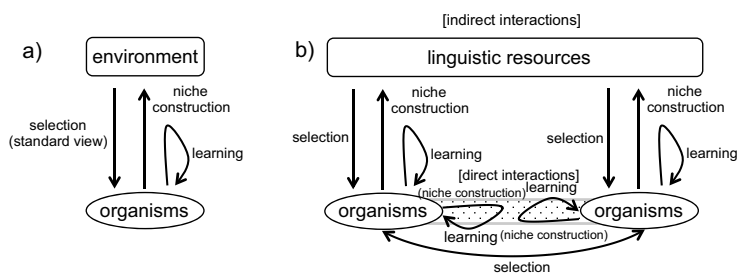 a)
environment
selection
(standard view)
niche
construction
learning
organisms
b)
[indirect interactions]
linguistic resources
selection
niche
construction
learning
selection
niche
construction
learning
[direct interactions]
(niche construction)
learning
organisms
organisms
learning
(niche construction)
selection